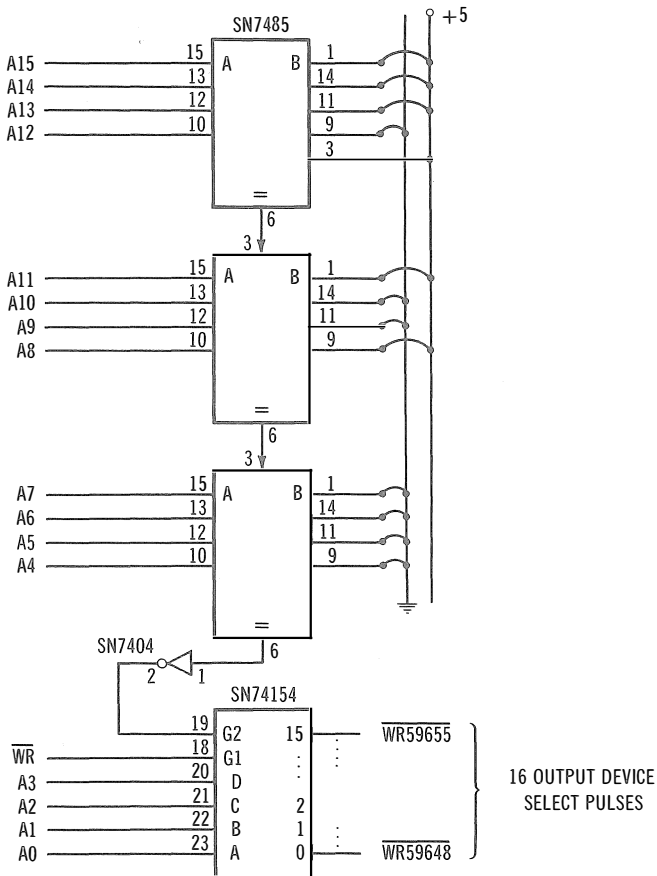 SN7485
+5
A15 15 A B 1
A14 13 14
A13 12 11
A12 10 9
3
=
6
3
A11 15 A B 1
A10 13 14
A9 12 11
A8 10 9
=
6
3
A7 15 A B 1
A6 13 14
A5 12 11
A4 10 9
=
6
SN7404
2 1
SN74154
19 G2 15 WR59655
WR 18 G1
A3 20 D
A2 21 C 2
A1 22 B 1
A0 23 A 0 WR59648
16 OUTPUT DEVICE
SELECT PULSES